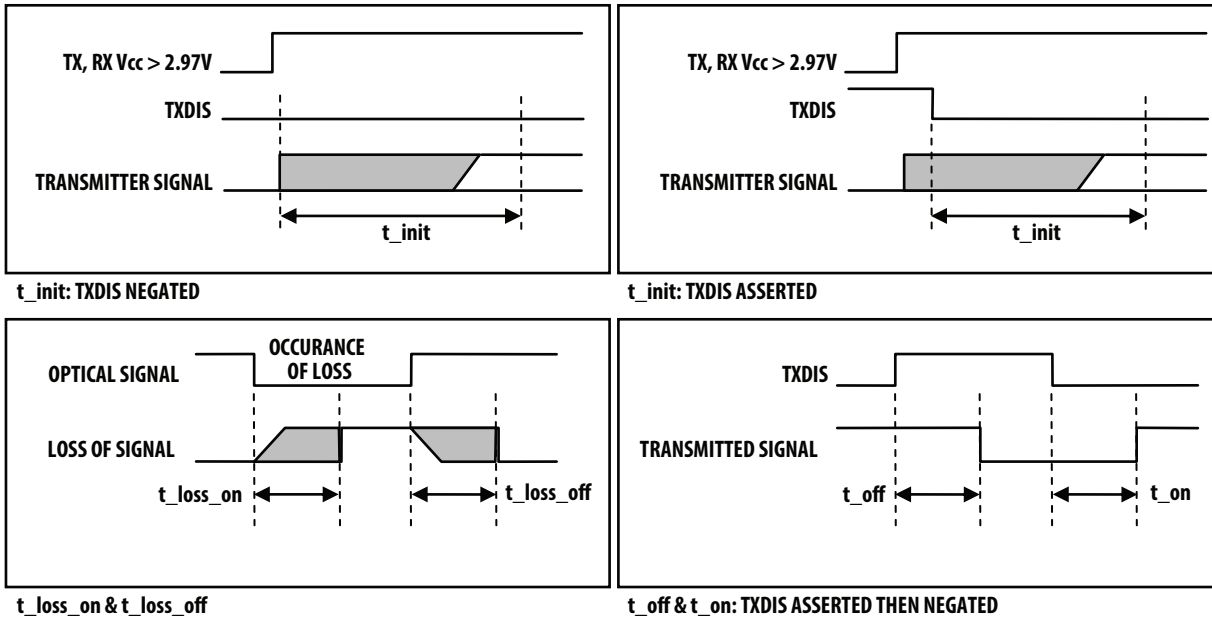 TX, RX Vcc > 2.97V
TXDIS
TRANSMITTER SIGNAL
t_init
t_init: TXDIS NEGATED
TX, RX Vcc > 2.97V
TXDIS
TRANSMITTER SIGNAL
t_init
t_init: TXDIS ASSERTED
OCCURANCE
OF LOSS
OPTICAL SIGNAL
LOSS OF SIGNAL
t_loss_on
t_loss_off
t_loss_on & t_loss_off
TXDIS
TRANSMITTED SIGNAL
t_off
t_on
t_off & t_on: TXDIS ASSERTED THEN NEGATED